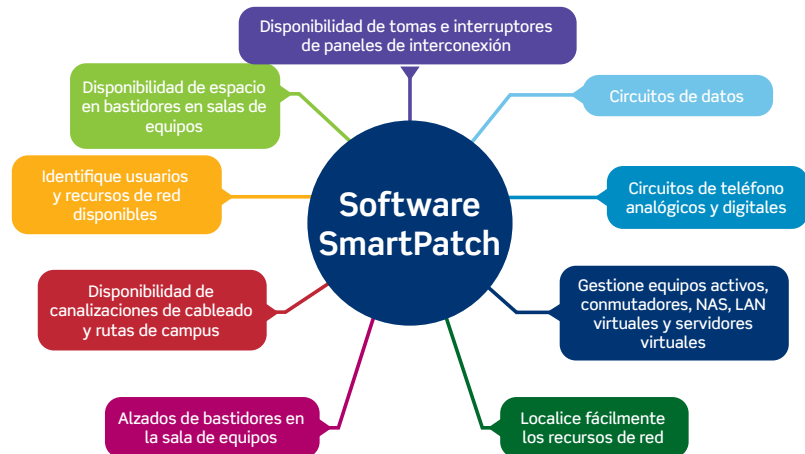 Disponibilidad de tomas e interruptores
de paneles de interconexión
Disponibilidad de espacio
en bastidores en salas de
equipos
Circuitos de datos
Identifique usuarios
y recursos de red
disponibles
Software
SmartPatch
Circuitos de teléfono
analógicos y digitales
Disponibilidad de
canalizaciones de cableado
y rutas de campus
Gestione equipos activos,
conmutadores, NAS, LAN
virtuales y servidores
virtuales
Alzados de bastidores en
la sala de equipos
Localice fácilmente
los recursos de red